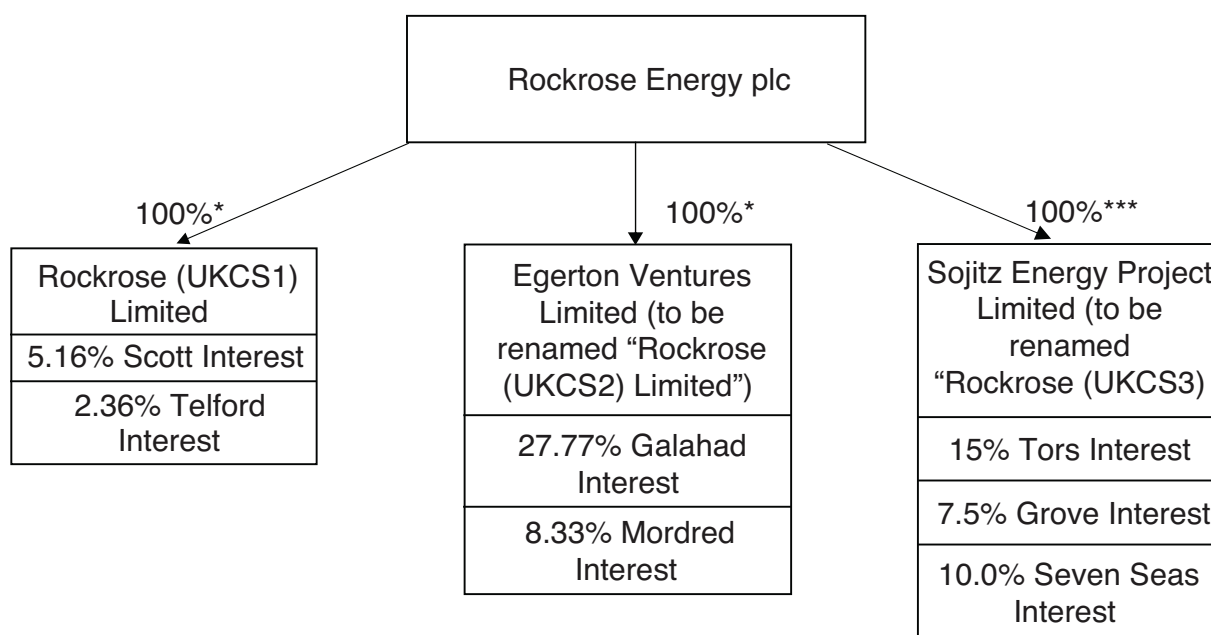 Rockrose Energy plc
100%*
100%*
100%***
Rockrose (UKCS1)
Limited
5.16% Scott Interest
2.36% Telford
Interest
Egerton Ventures
Limited (to be
renamed “Rockrose
(UKCS2) Limited”)
27.77% Galahad
Interest
8.33% Mordred
Interest
Sojitz Energy Project
Limited (to be
renamed
“Rockrose (UKCS3)
15% Tors Interest
7.5% Grove Interest
10.0% Seven Seas
Interest